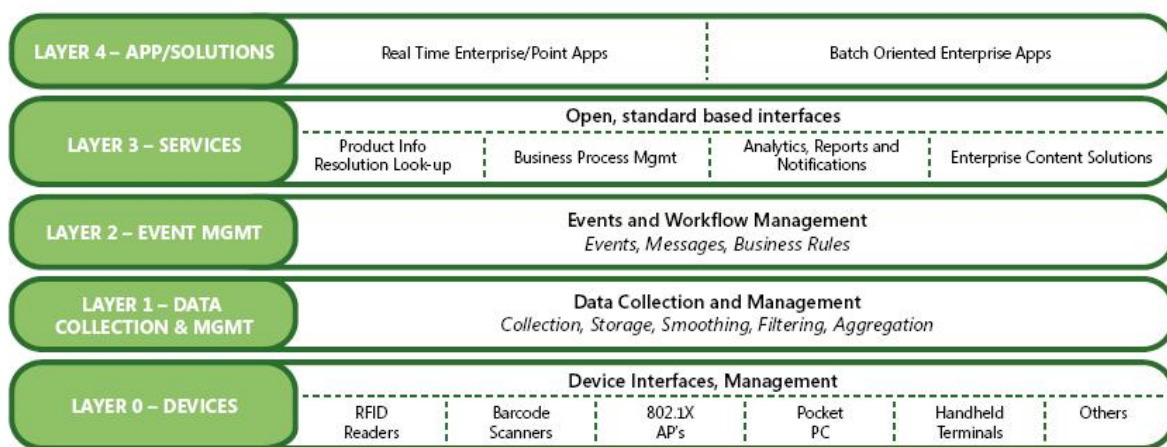 LAYER 4 – APP/SOLUTIONS
Real Time Enterprise/Point Apps
Batch Oriented Enterprise Apps
LAYER 3 – SERVICES
Open, standard based interfaces
Product Info
Resolution Look-up
Business Process Mgmt
Analytics, Reports and
Notifications
Enterprise Content Solutions
LAYER 2 – EVENT MGMT
Events and Workflow Management
Events, Messages, Business Rules
LAYER 1 – DATA
COLLECTION & MGMT
Data Collection and Management
Collection, Storage, Smoothing, Filtering, Aggregation
LAYER 0 – DEVICES
Device Interfaces, Management
RFID
Readers
Barcode
Scanners
802.1X
AP's
Pocket
PC
Handheld
Terminals
Others